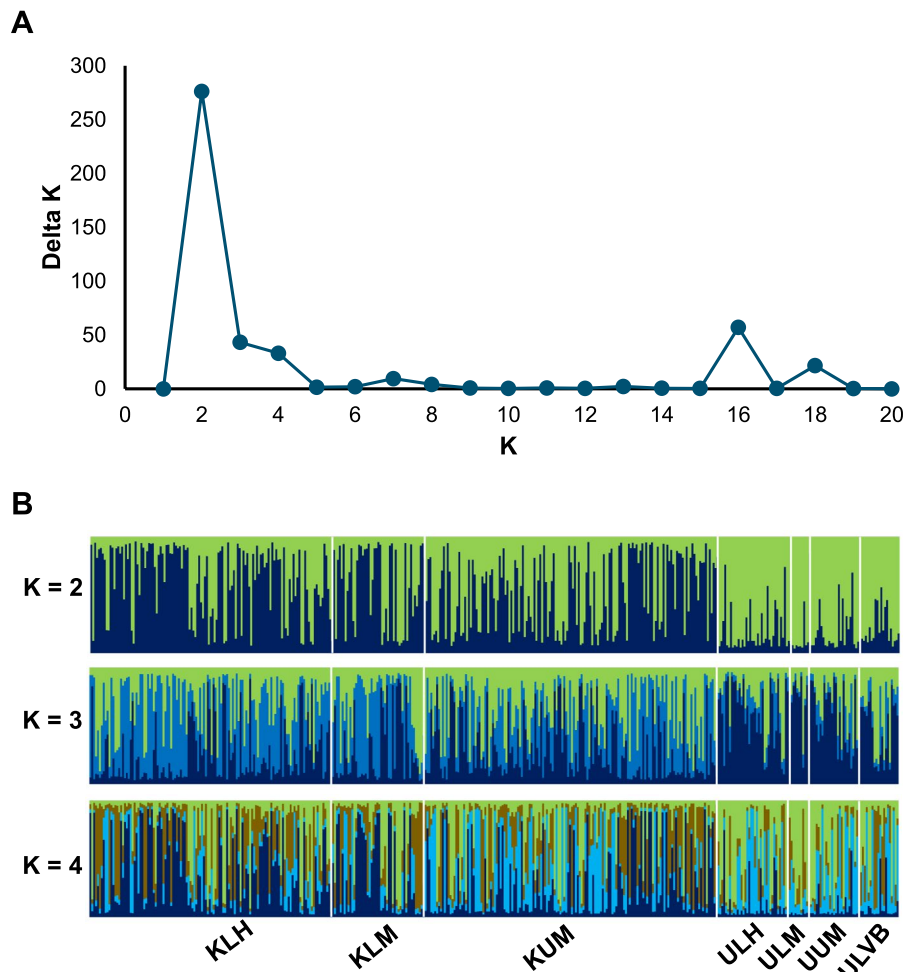 A
300
250
200
150
100
50
0
Delta K
0 2 4 6 8 10 12 14 16 18 20
K
B
K = 2
K = 3
K = 4
KLH KLM KUM ULH ULM UUM ULVB